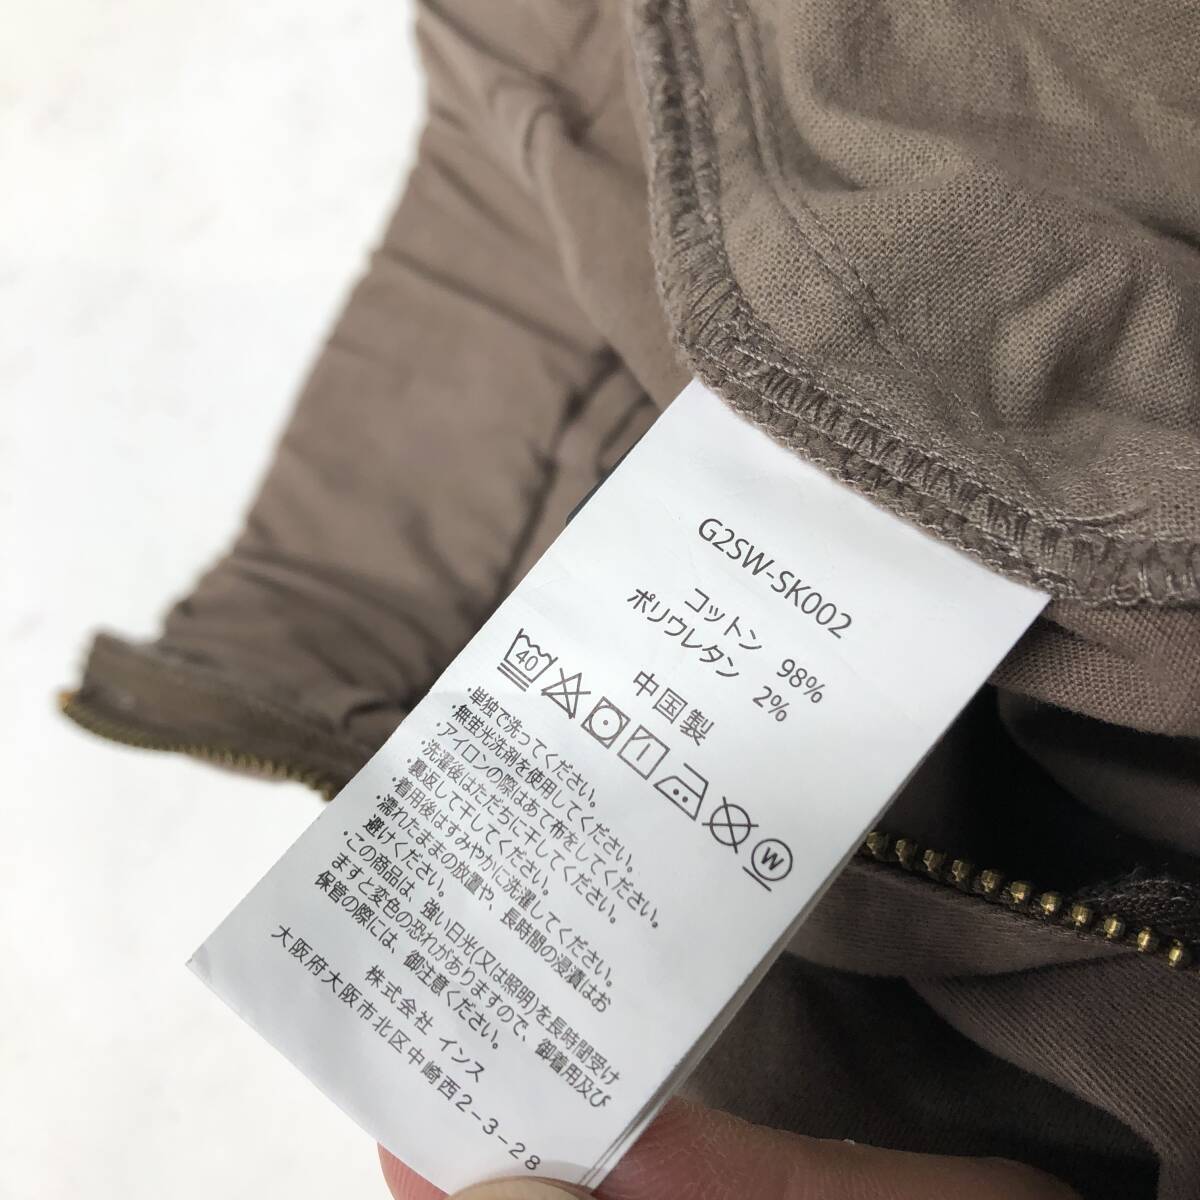 G2SW-SK002
コットン 98%
ポリウレタン 2%
中国製
40
W
・単独で洗ってください。
・無蛍光洗剤を使用してください。
・アイロンの際はあて布をしてください。
・洗濯後はただちに干してください。
・裏返して干してください。
・着用後はすみやかに洗濯してください。
・濡れたままの放置や、長時間の浸漬はお
避けください。
・この商品は、強い日光(又は照明)を長時間受け
ますと変色の恐れがありますので、御着用及び
保管の際には、御注意ください。
株式会社 インス
大阪府大阪市北区中崎西2-3-28